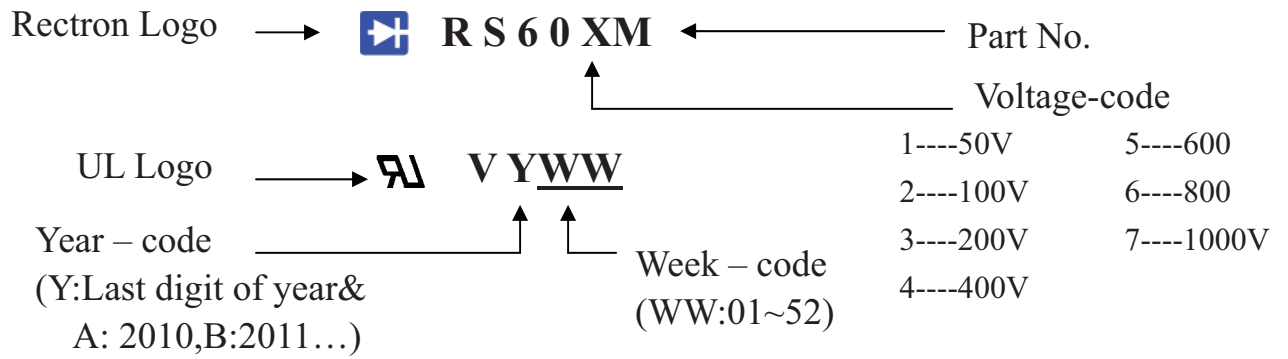 Rectron Logo R S 6 0 XM Part No.
Voltage-code
1----50V 5----600
UL Logo V YWW
2----100V 6----800
Year – code
3----200V 7----1000V
Week – code
(Y:Last digit of year&
4----400V
(WW:01~52)
A: 2010,B:2011…)